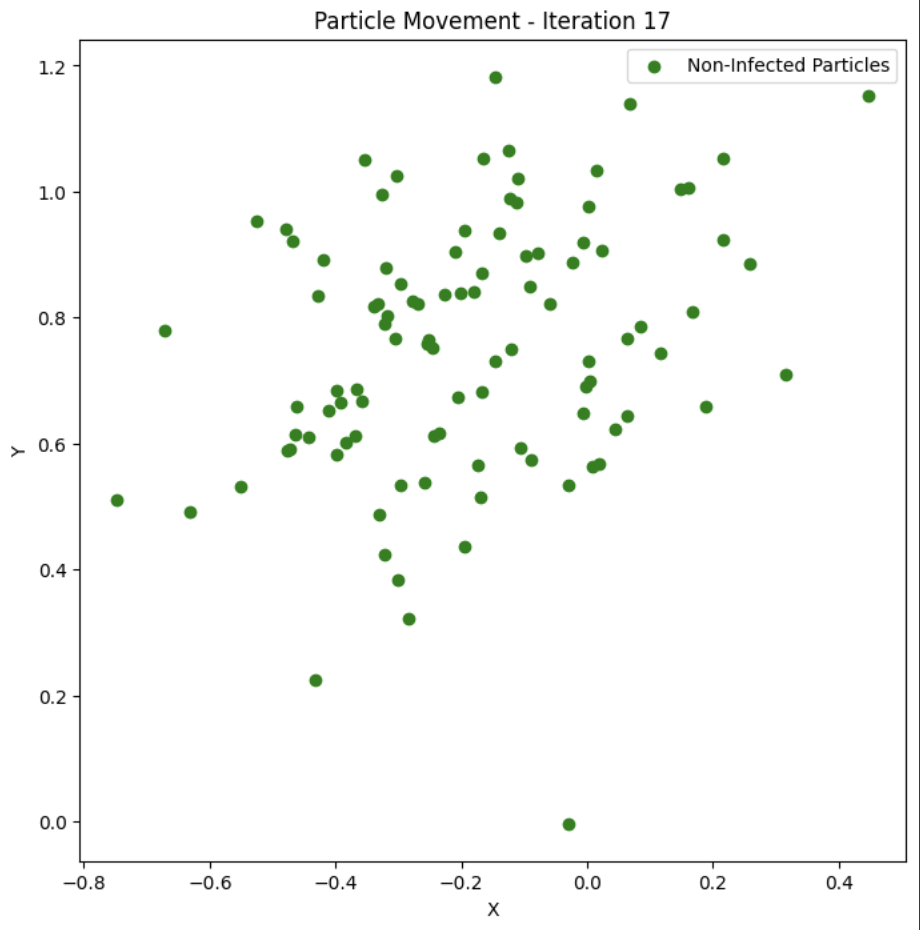 Particle Movement - Iteration 17
Non-Infected Particles
1.2
1.0
0.8
0.6
0.4
0.2
0.0
Y
−0.8 −0.6 −0.4 −0.2 0.0 0.2 0.4
X